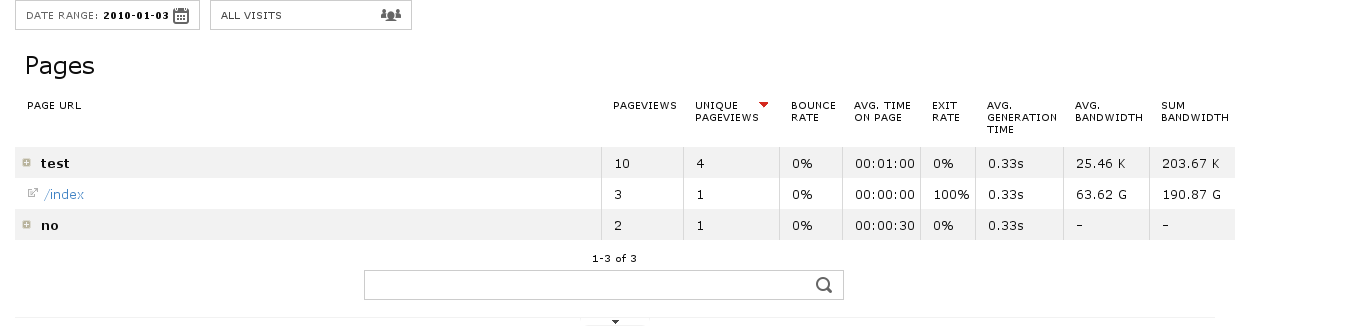 DATE RANGE: 2010-01-03 ALL VISITS
Pages
PAGE URL PAGEVIEWS UNIQUE PAGEVIEWS BOUNCE RATE AVG. TIME ON PAGE EXIT RATE AVG. GENERATION TIME AVG. BANDWIDTH SUM BANDWIDTH
test 10 4 0% 00:01:00 0% 0.33s 25.46 K 203.67 K
/index 3 1 0% 00:00:00 100% 0.33s 63.62 G 190.87 G
no 2 1 0% 00:00:30 0% 0.33s - -
1-3 of 3